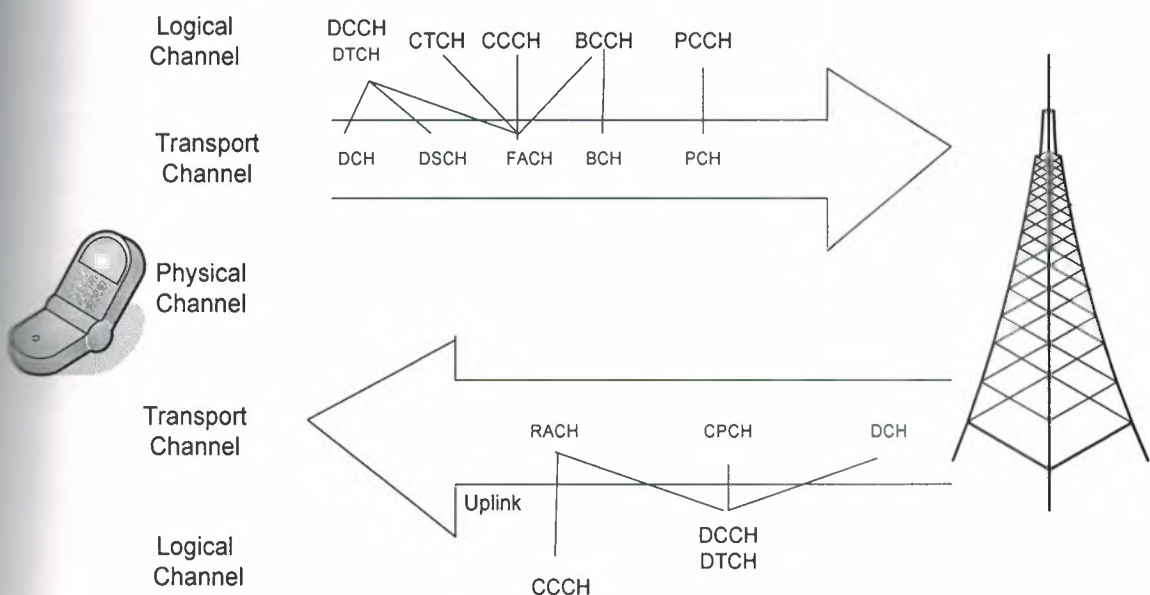 Logical
Channel
DCCH
DTCH
CTCH
CCCH
BCCH
PCCH
Transport
Channel
DCH
DSCH
FACH
BCH
PCH
Physical
Channel
Transport
Channel
RACH
CPCH
DCH
Uplink
DCCH
DTCH
Logical
Channel
CCCH